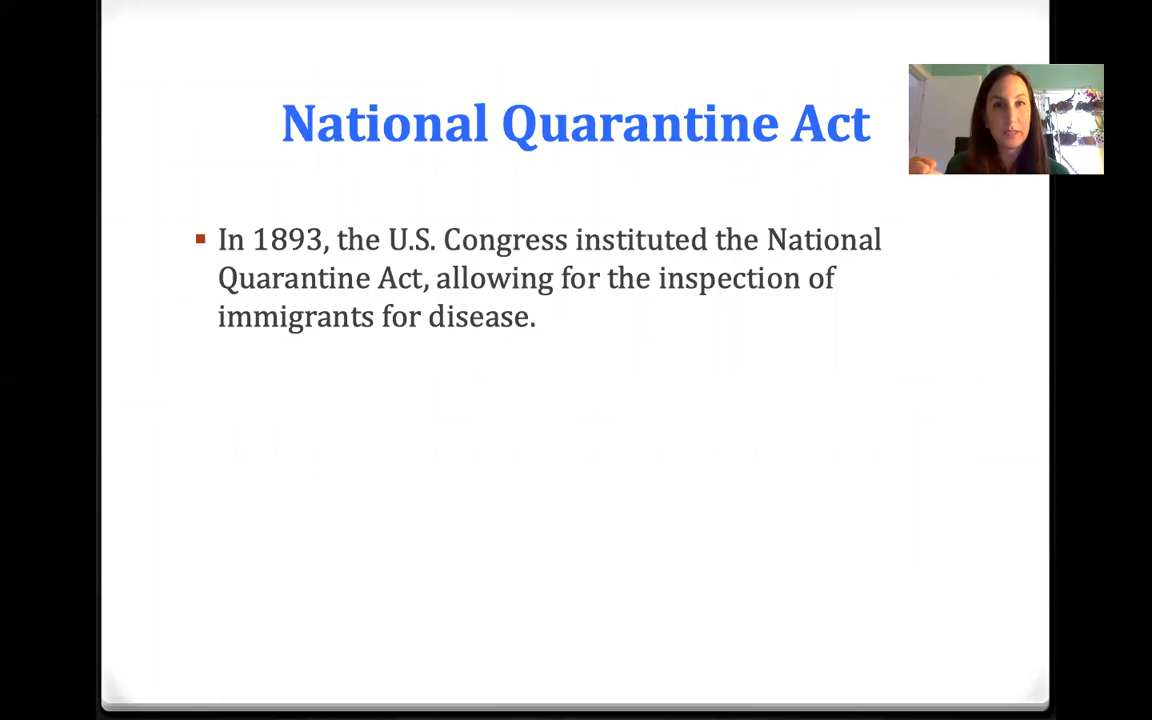 National Quarantine Act
▪ In 1893, the U.S. Congress instituted the National
Quarantine Act, allowing for the inspection of
immigrants for disease.